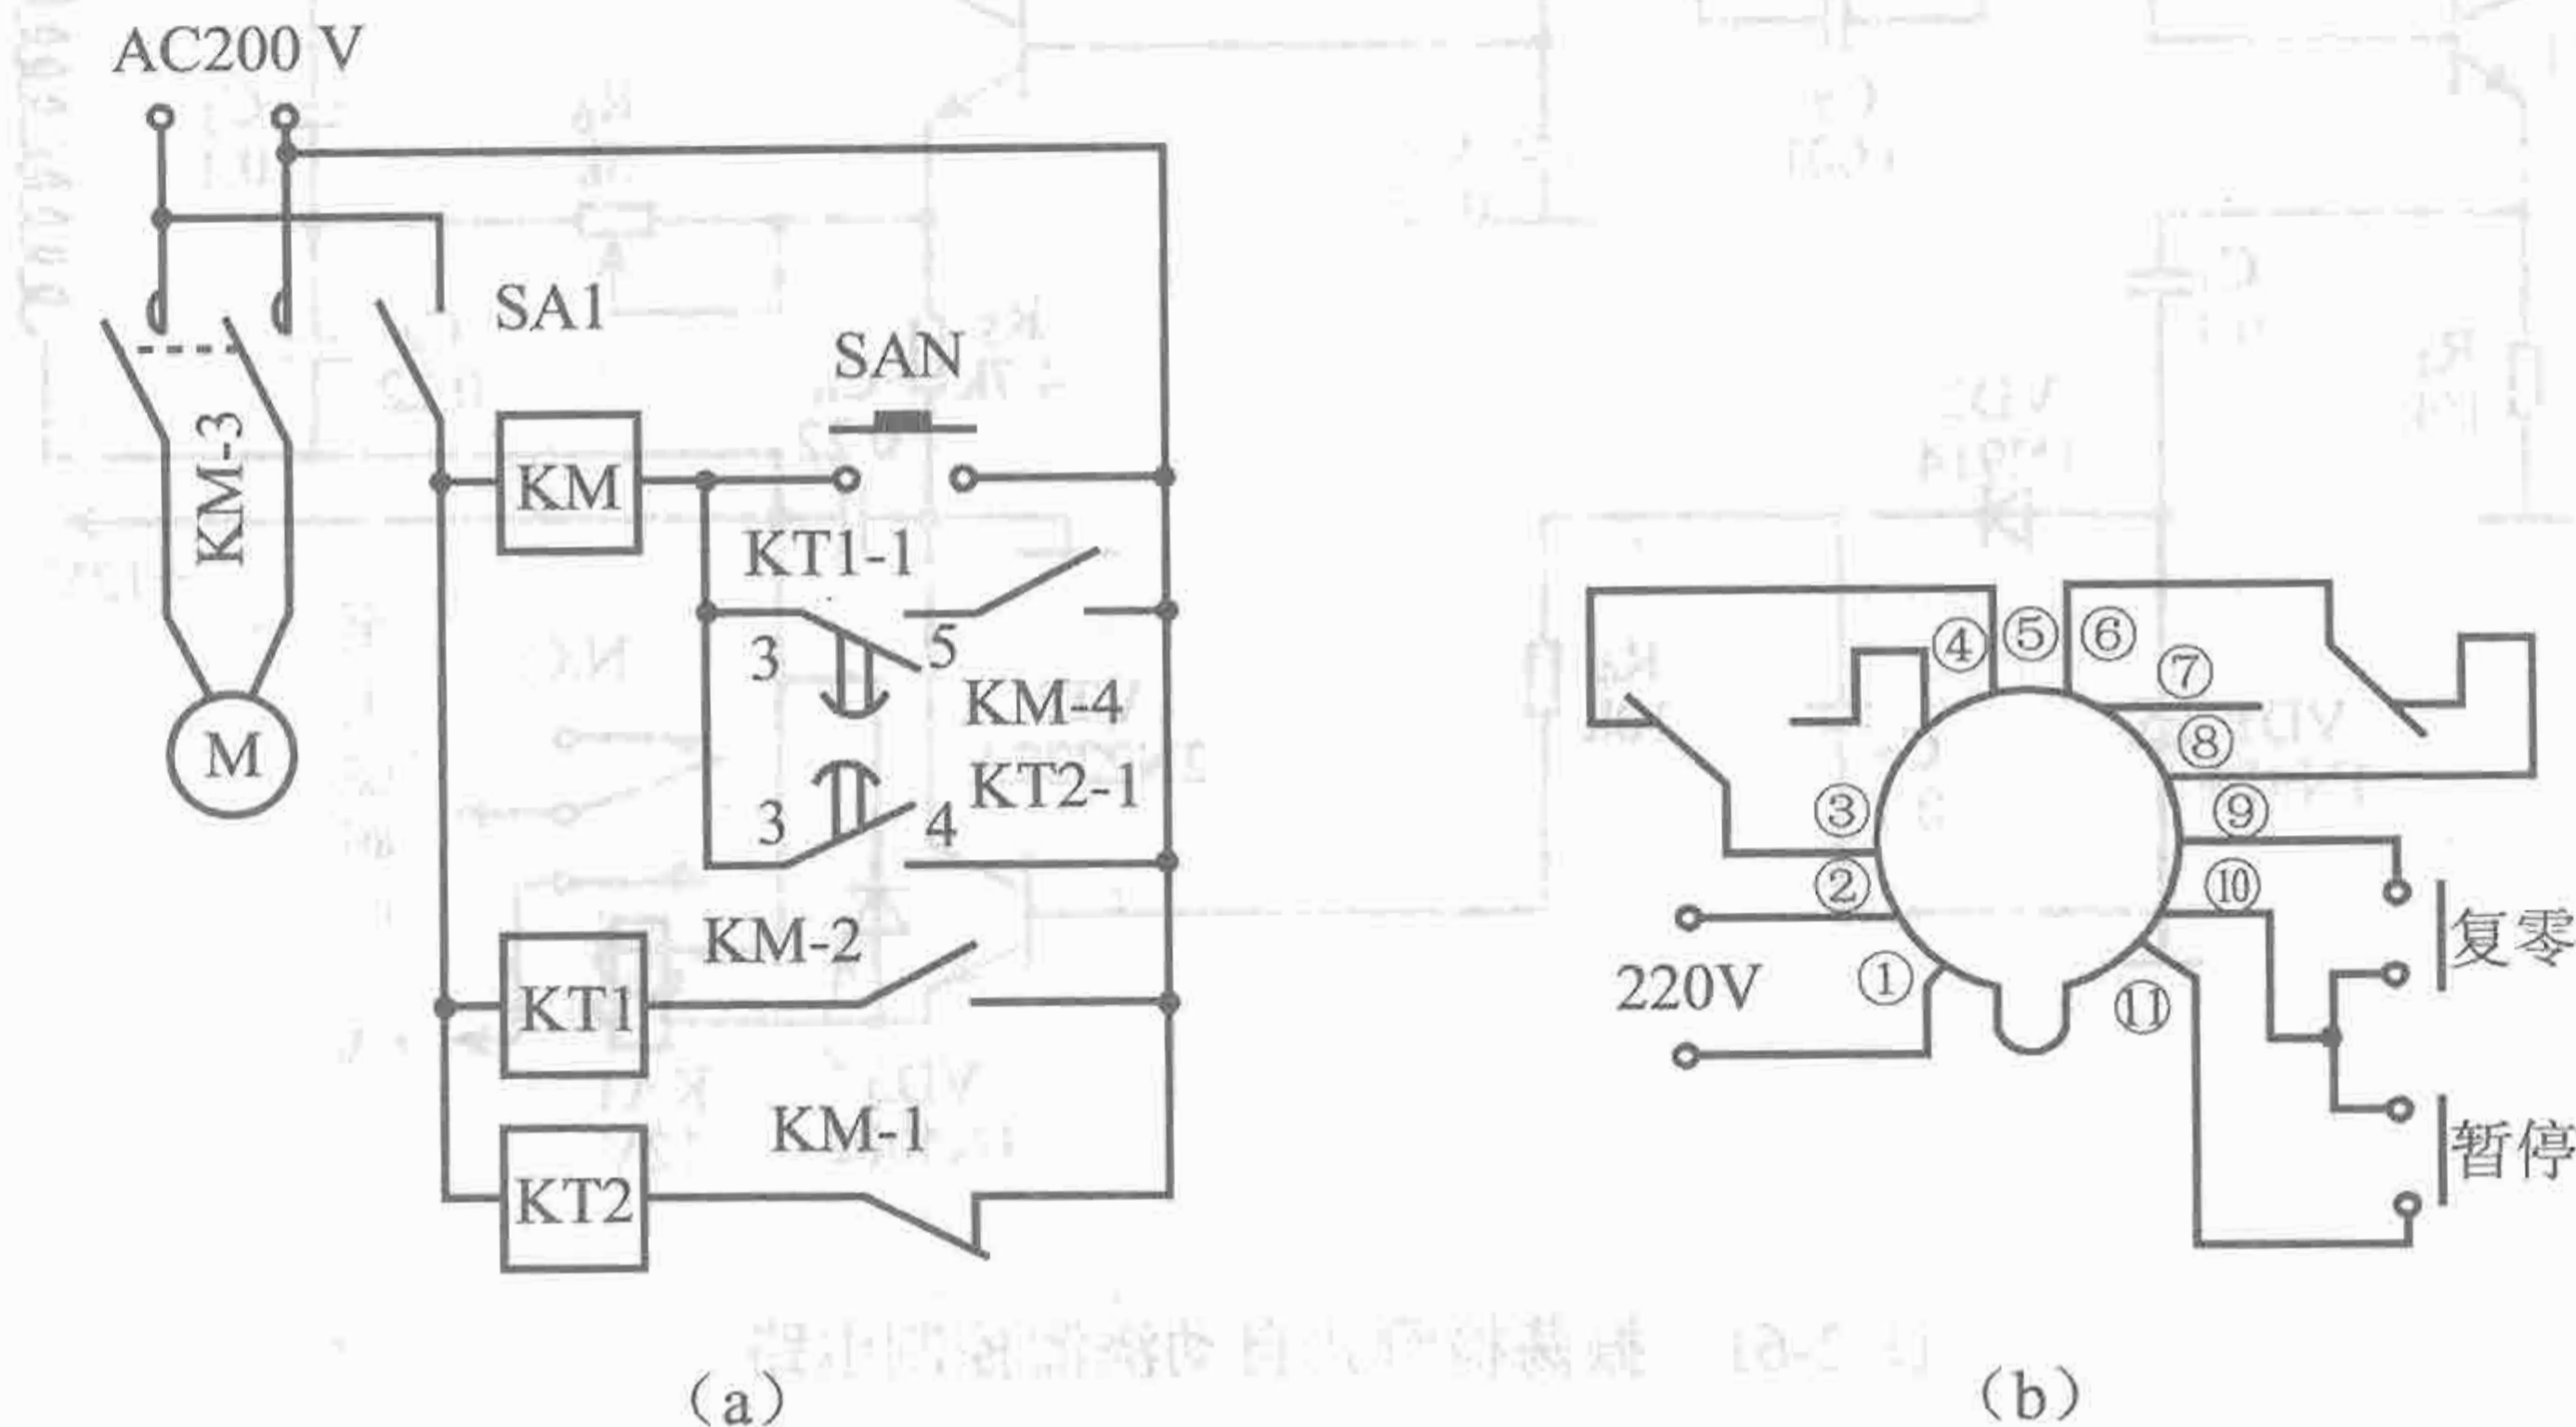 AC200 V
SA1
SAN
KM-3
KM
KT1-1
3
5
KM-4
KT2-1
3
4
M
KM-2
KT1
KM-1
KT2
(a)
④
⑤
⑥
⑦
⑧
③
⑨
②
⑩
220V
①
⑪
复零
暂停
(b)